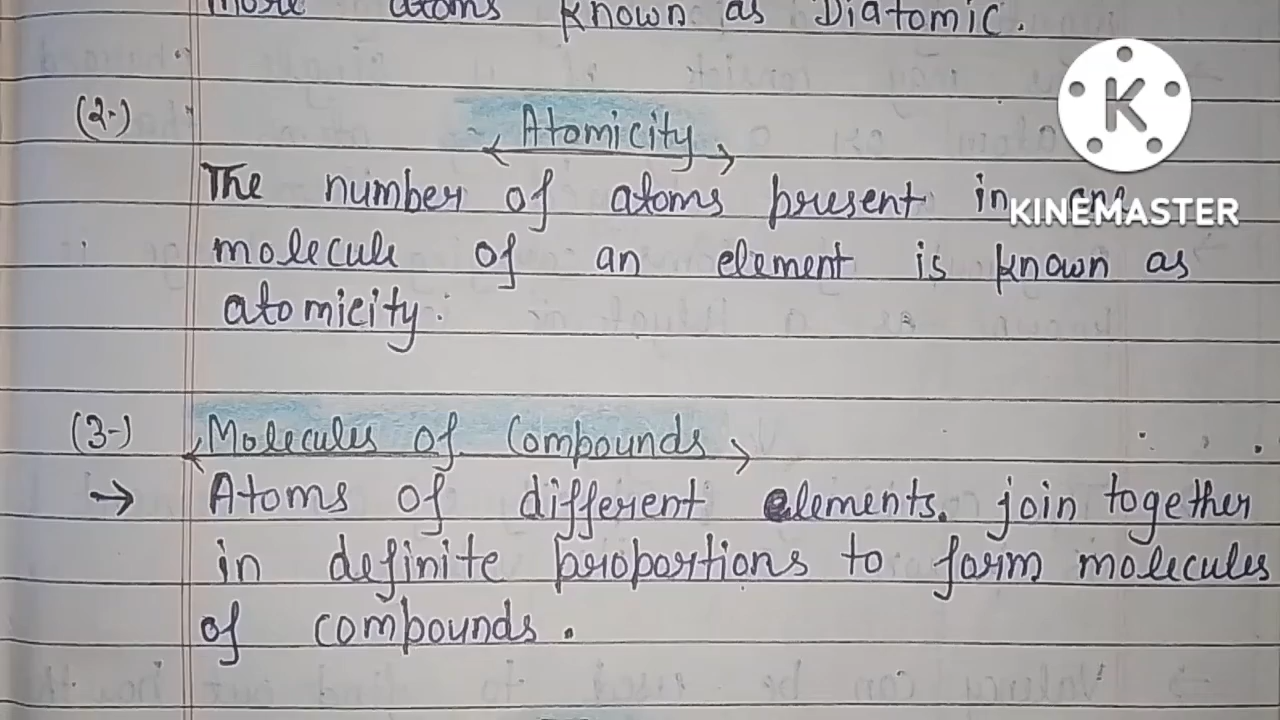 more atoms known as Diatomic.
(2.) Atomicity
The number of atoms present in one
KINEMASTER
molecule of an element is known as
atomicity.
(3-) Molecules of Compounds
→ Atoms of different elements. join together
in definite proportions to form molecules
of compounds.